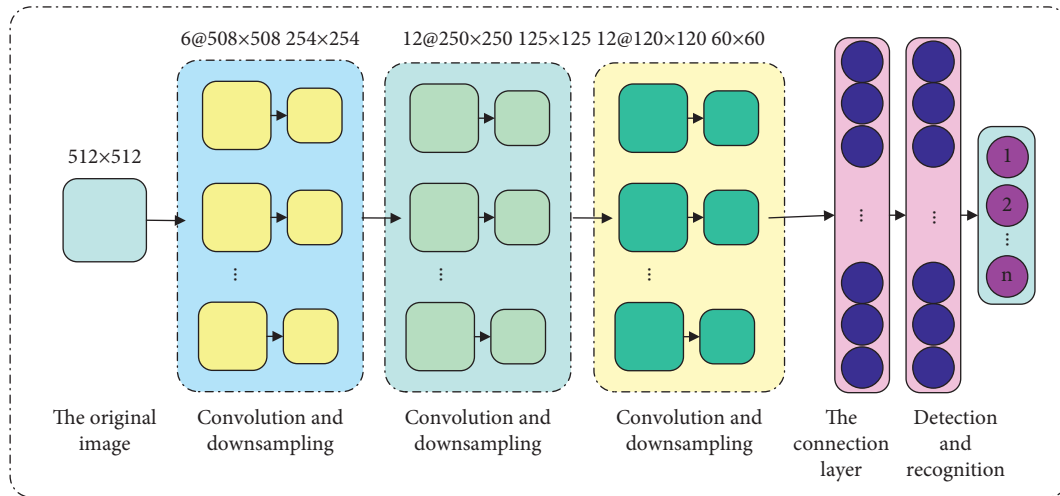 6@508×508 254×254
12@250×250 125×125
12@120×120 60×60
512×512
⋮
⋮
⋮
...
...
1
2
...
n
The original
image
Convolution and
downsampling
Convolution and
downsampling
Convolution and
downsampling
The
connection
layer
Detection
and
recognition